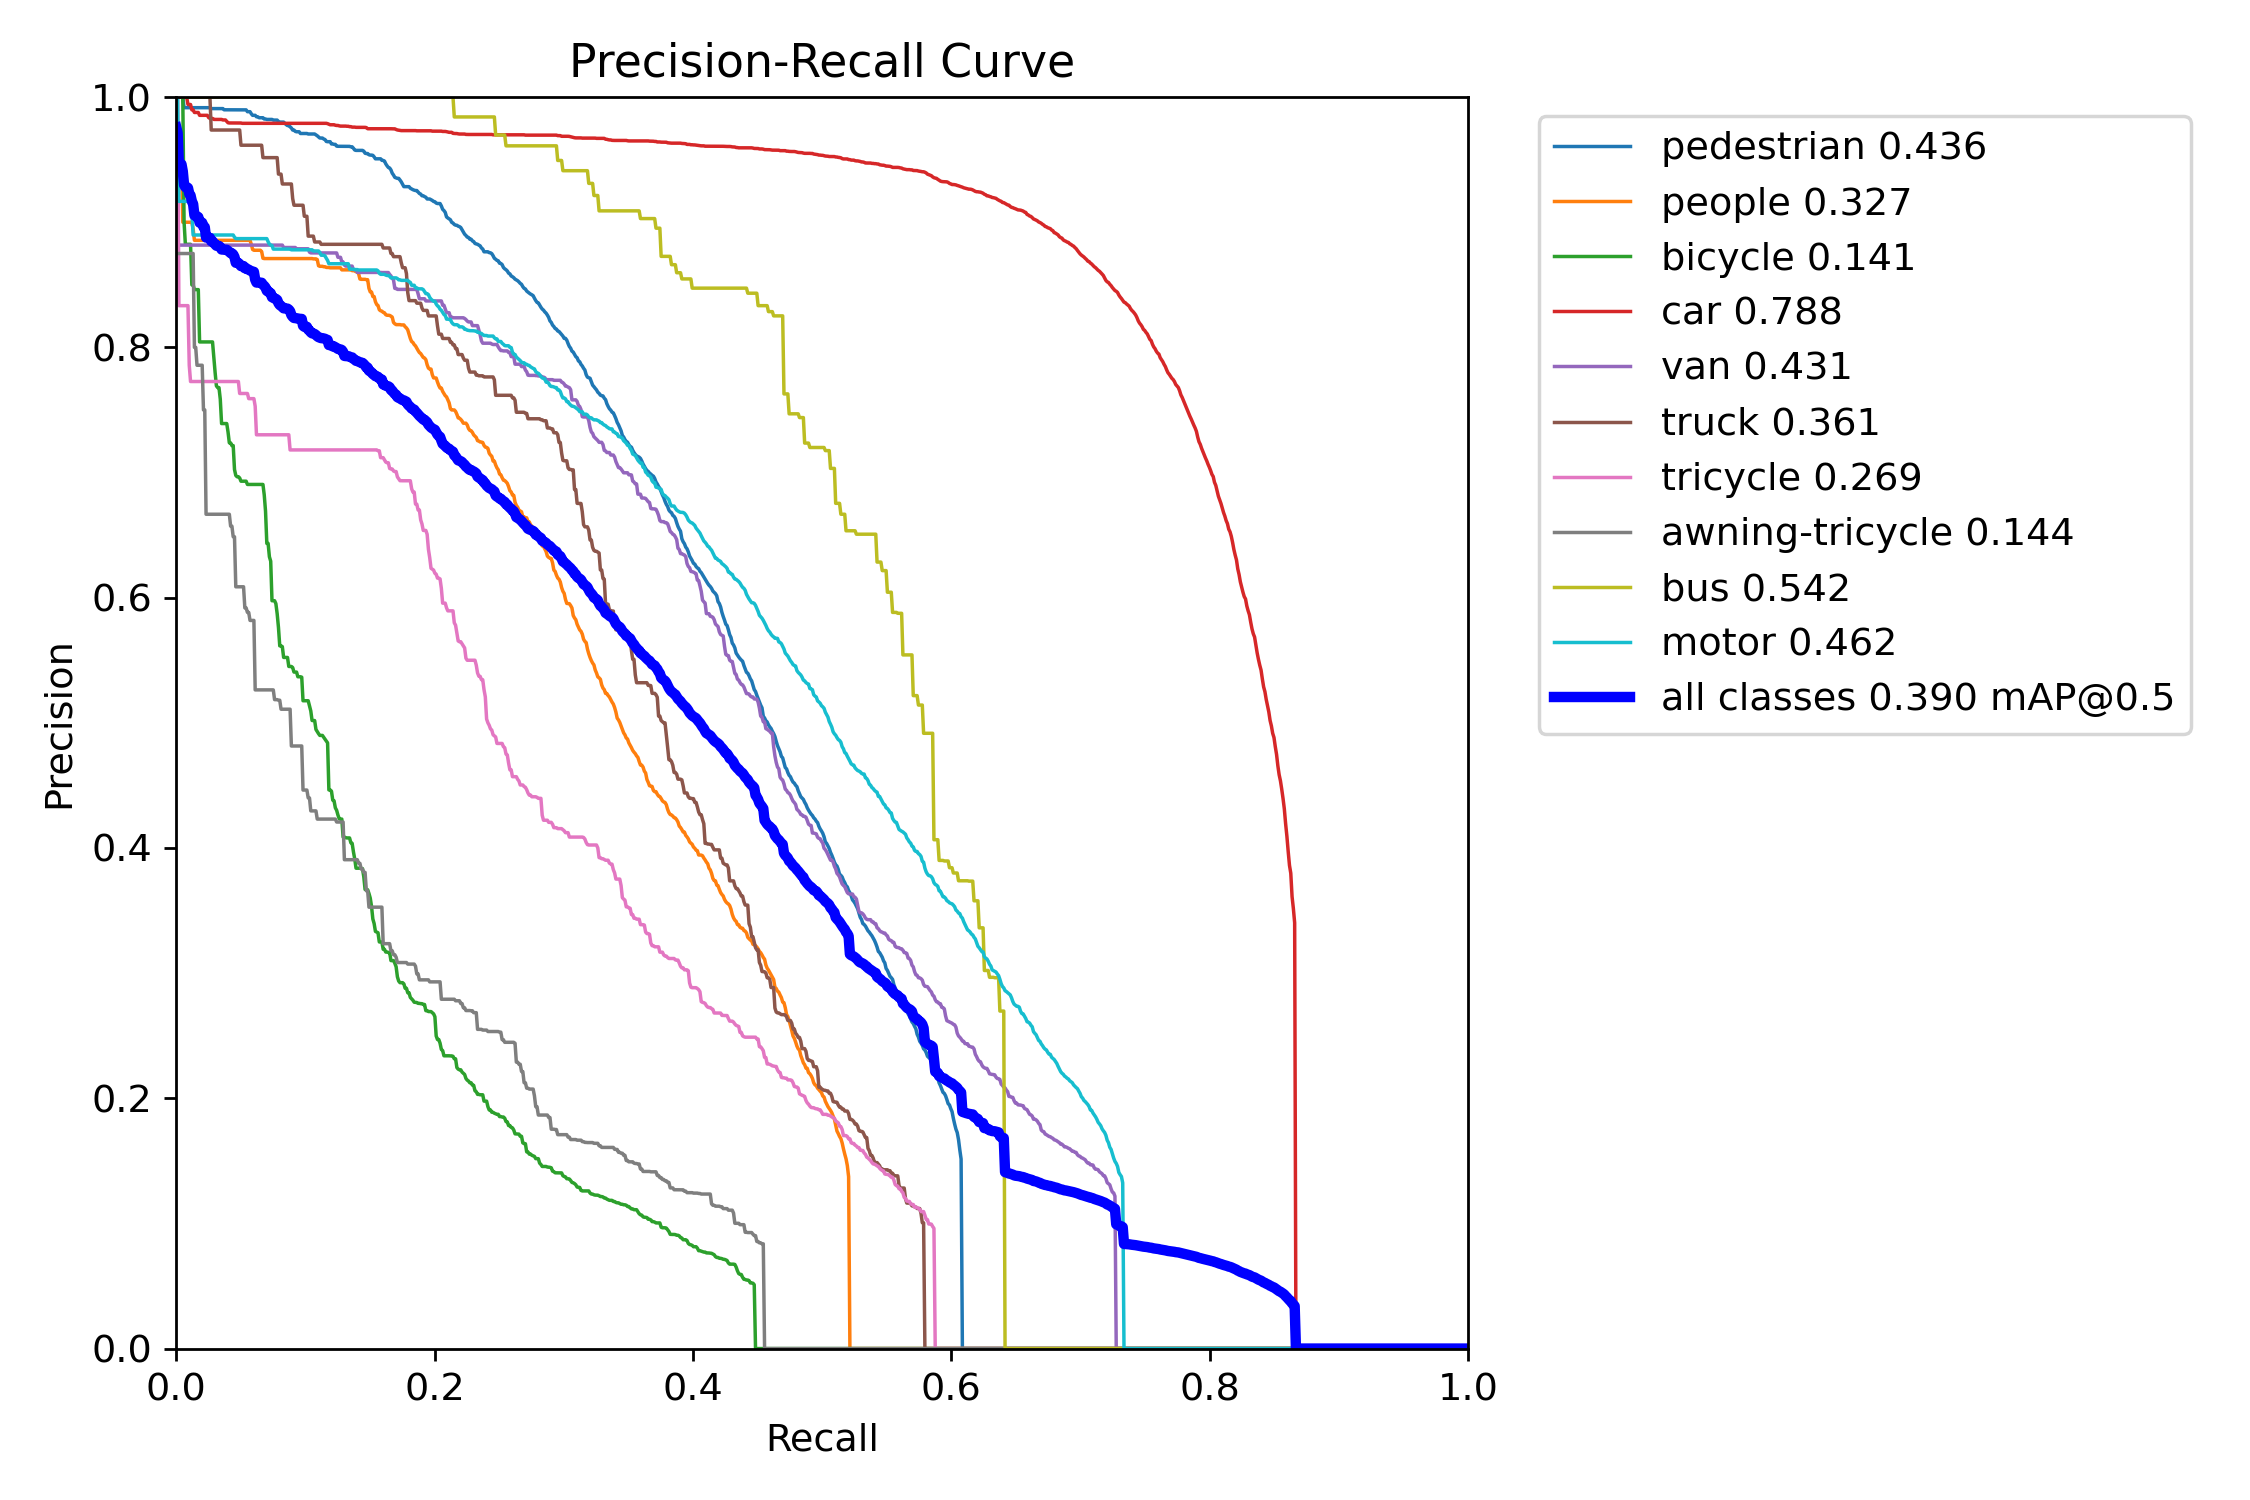 Precision-Recall Curve
1.0
0.8
0.6
0.4
0.2
0.0
Precision
0.0 0.2 0.4 0.6 0.8 1.0
Recall
pedestrian 0.436
people 0.327
bicycle 0.141
car 0.788
van 0.431
truck 0.361
tricycle 0.269
awning-tricycle 0.144
bus 0.542
motor 0.462
all classes 0.390 mAP@0.5